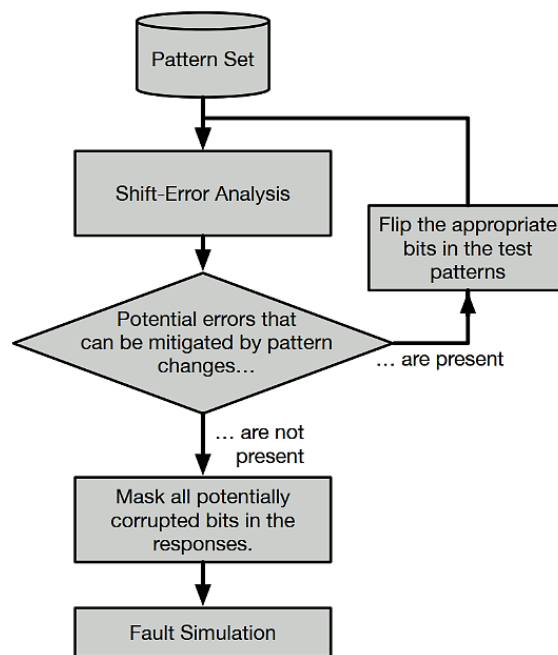 Pattern Set
Shift-Error Analysis
Flip the appropriate
bits in the test
patterns
Potential errors that
can be mitigated by pattern
changes...
... are present
... are not
present
Mask all potentially
corrupted bits in the
responses.
Fault Simulation